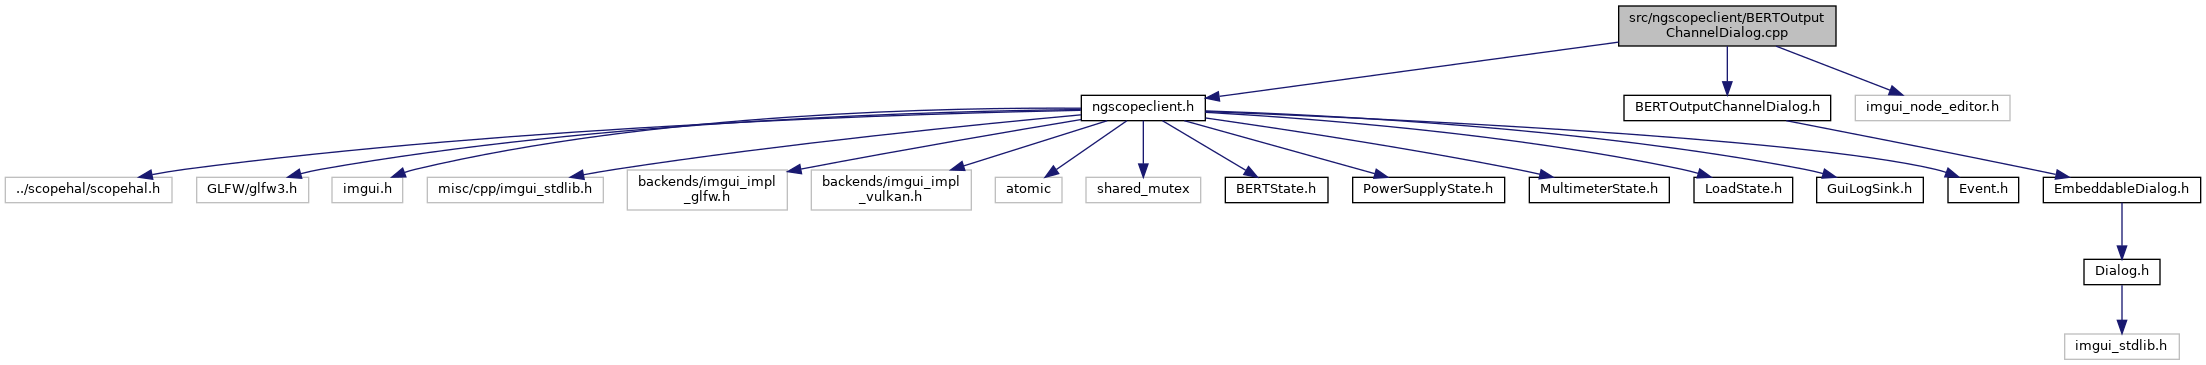 src/ngscopeclient/BERTOutput
ChannelDialog.cpp
ngscopeclient.h
BERTOutputChannelDialog.h
imgui_node_editor.h
../scopehal/scopehal.h
GLFW/glfw3.h
imgui.h
misc/cpp/imgui_stdlib.h
backends/imgui_impl
_glfw.h
backends/imgui_impl
_vulkan.h
atomic
shared_mutex
BERTState.h
PowerSupplyState.h
MultimeterState.h
LoadState.h
GuiLogSink.h
Event.h
EmbeddableDialog.h
Dialog.h
imgui_stdlib.h